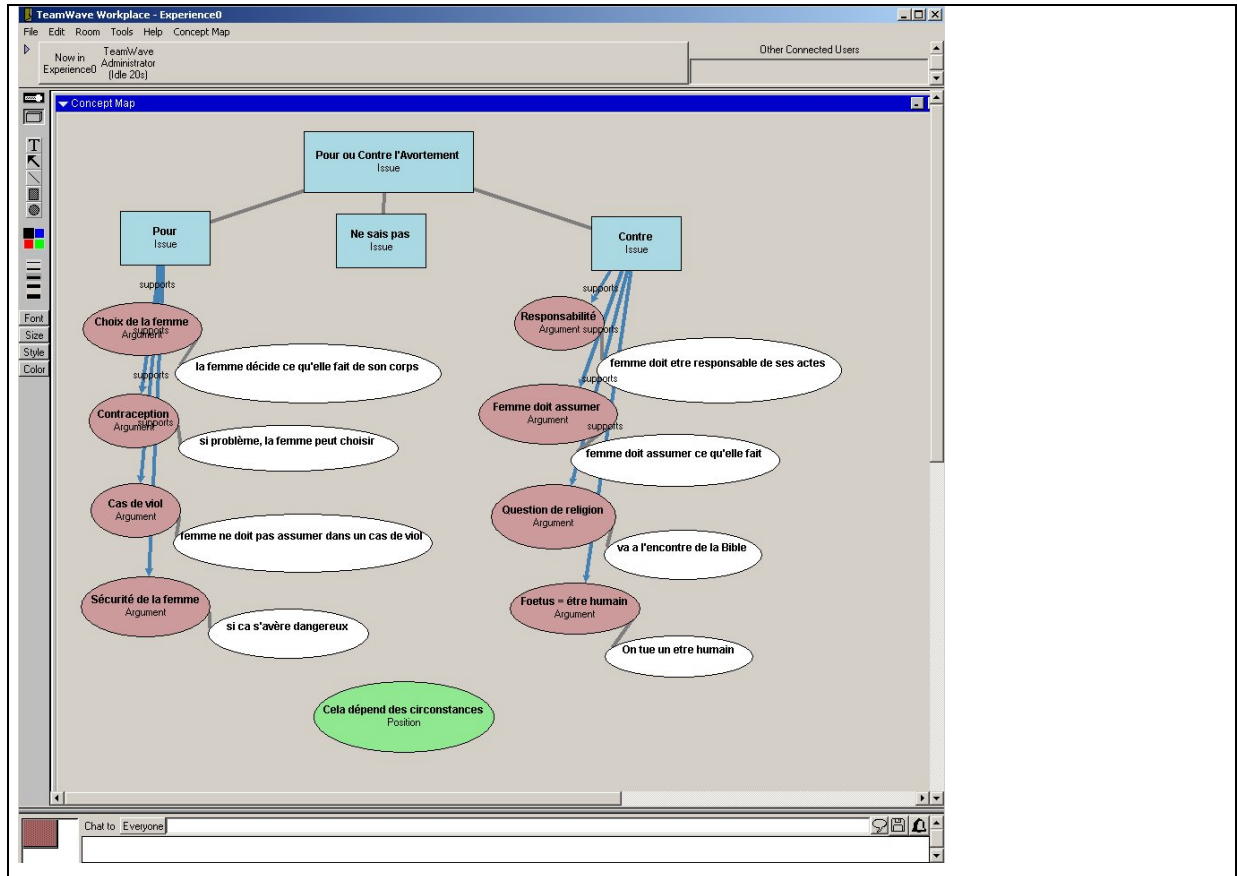 TeamWave Workplace - Experience0
File Edit Room Tools Help Concept Map
Now in
Experience0
TeamWave
Administrator
(Idle 20s)
Other Connected Users
Concept Map
T
Font
Size
Style
Color
Pour ou Contre l'Avortement
Issue
Pour
Issue
Ne sais pas
Issue
Contre
Issue
supports
Choix de la femme
Argument
supports
la femme décide ce qu'elle fait de son corps
supports
Contraception
Argument
supports
si problème, la femme peut choisir
Cas de viol
Argument
femme ne doit pas assumer dans un cas de viol
Sécurité de la femme
Argument
si ca s'avère dangereux
supports
Responsabilité
Argument
supports
femme doit etre responsable de ses actes
supports
Femme doit assumer
Argument
supports
femme doit assumer ce qu'elle fait
Question de religion
Argument
va a l'encontre de la Bible
Foetus = étre humain
Argument
On tue un etre humain
Cela dépend des circonstances
Position
Chat to Everyone